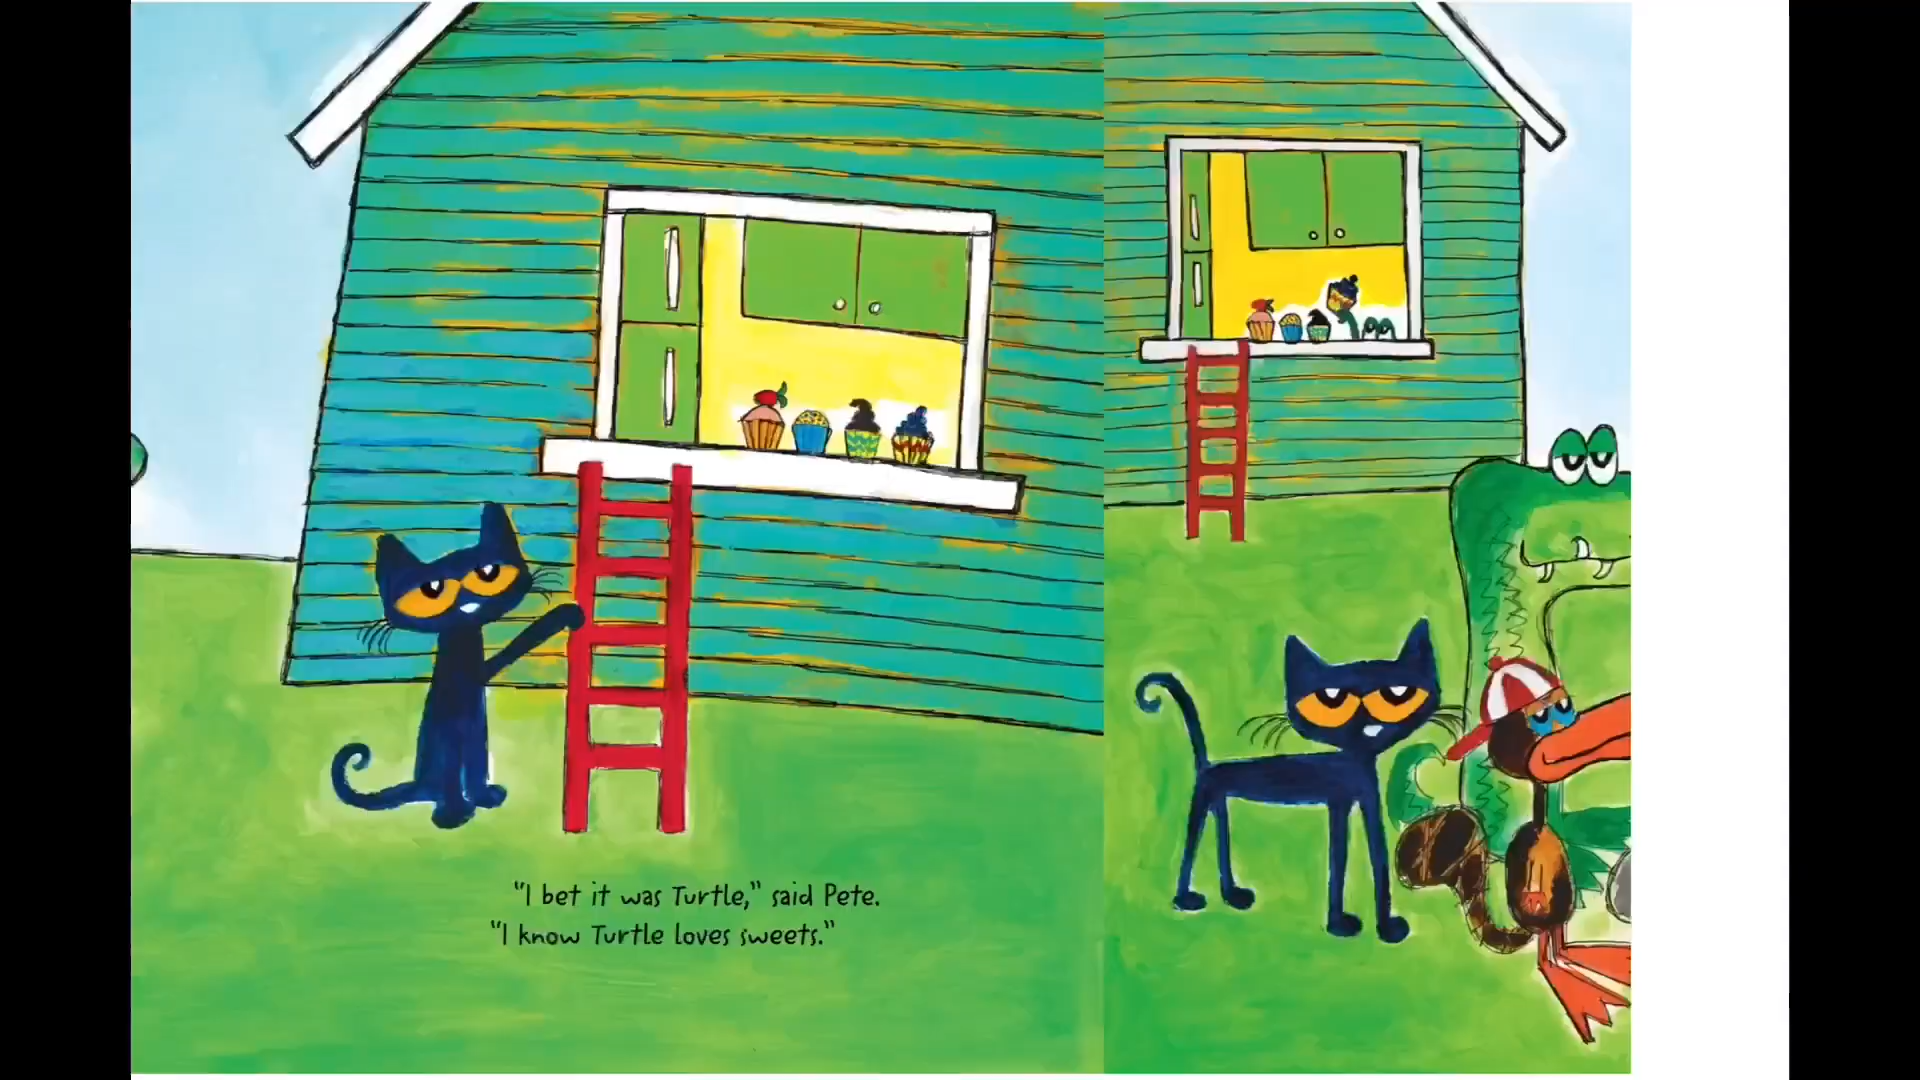 "I bet it was Turtle," said Pete.
"I know Turtle loves sweets."